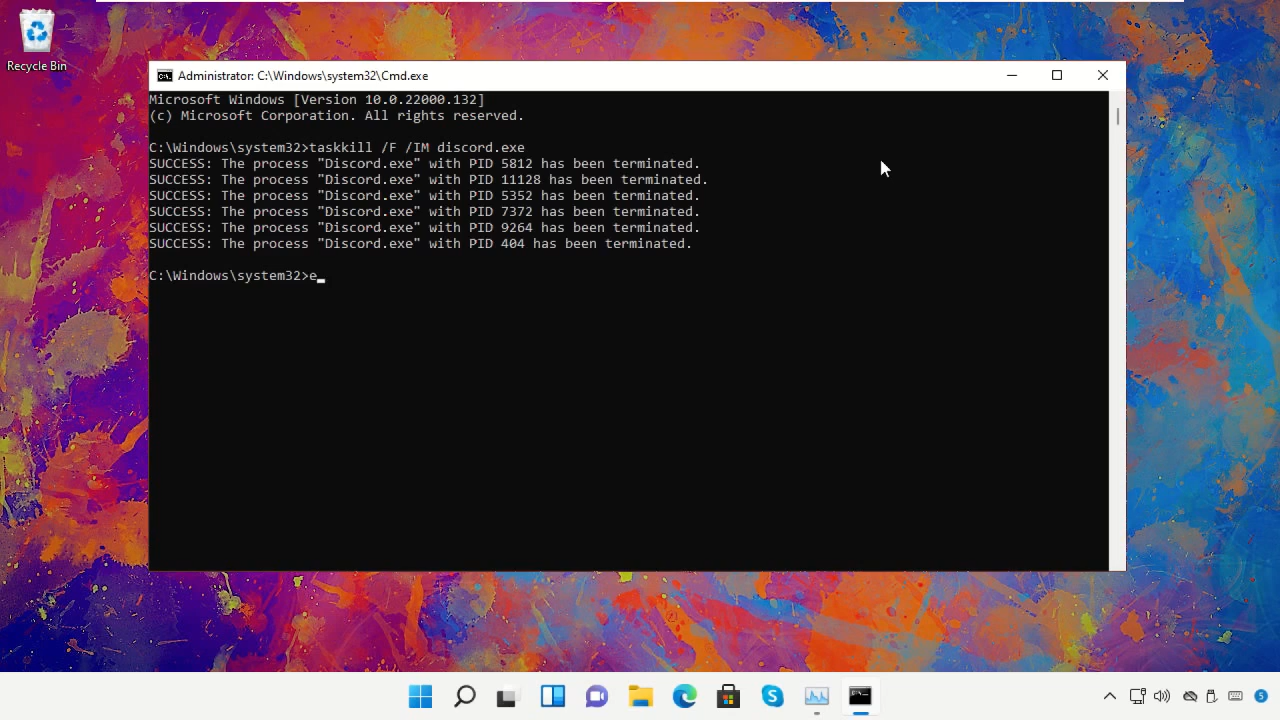 Recycle Bin
Administrator: C:\Windows\system32\Cmd.exe
Microsoft Windows [Version 10.0.22000.132]
(c) Microsoft Corporation. All rights reserved.
C:\Windows\system32>taskkill /F /IM discord.exe
SUCCESS: The process "Discord.exe" with PID 5812 has been terminated.
SUCCESS: The process "Discord.exe" with PID 11128 has been terminated.
SUCCESS: The process "Discord.exe" with PID 5352 has been terminated.
SUCCESS: The process "Discord.exe" with PID 7372 has been terminated.
SUCCESS: The process "Discord.exe" with PID 9264 has been terminated.
SUCCESS: The process "Discord.exe" with PID 404 has been terminated.
C:\Windows\system32>e
5